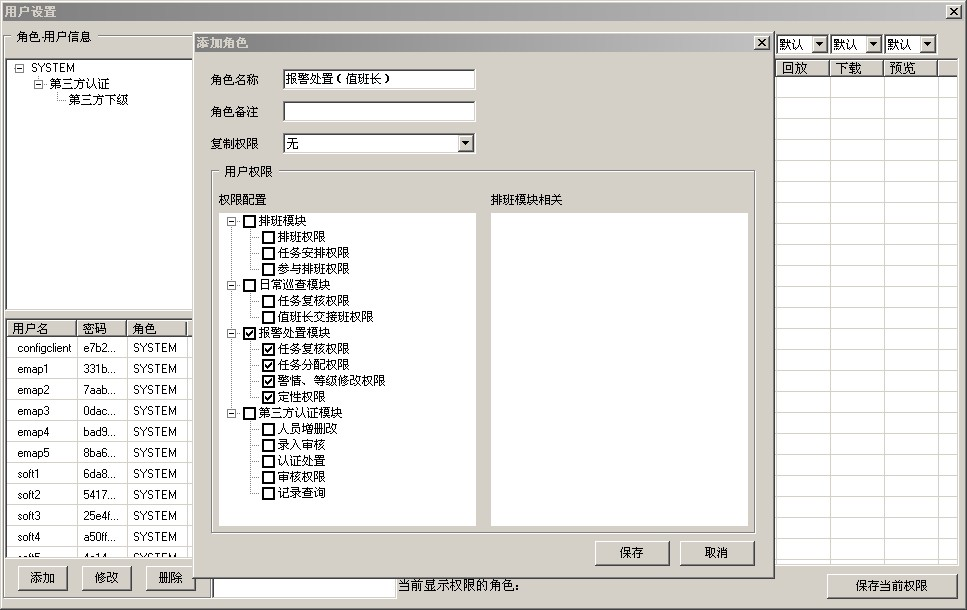 用户设置
角色-用户信息
SYSTEM
第三方认证
第三方下级
默认 默认 默认
回放 下载 预览
添加角色
角色名称 报警处置(值班长)
角色备注
复制权限 无
用户权限
权限配置
排班模块
排班权限
任务安排权限
参与排班权限
日常巡查模块
任务复核权限
值班长交接班权限
报警处置模块
任务复核权限
任务分配权限
警情、等级修改权限
定性权限
第三方认证模块
人员增删改
录入审核
认证处置
审核权限
记录查询
排班模块相关
保存 取消
用户名 密码 角色
configclient e7b2... SYSTEM
emap1 331b... SYSTEM
emap2 7aab... SYSTEM
emap3 0dac... SYSTEM
emap4 bad9... SYSTEM
emap5 8ba6... SYSTEM
soft1 6da8... SYSTEM
soft2 5417... SYSTEM
soft3 25e4f... SYSTEM
soft4 a50ff... SYSTEM
添加 修改 删除
当前显示权限的角色:
保存当前权限